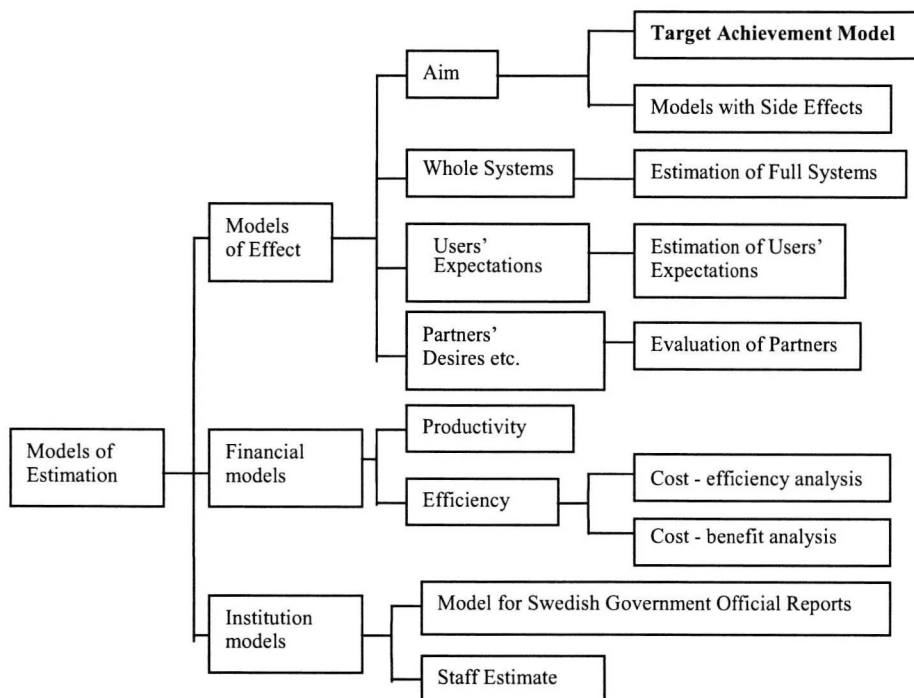 Target Achievement Model
Aim
Models with Side Effects
Whole Systems
Estimation of Full Systems
Models
of Effect
Users'
Expectations
Estimation of Users'
Expectations
Partners'
Desires etc.
Evaluation of Partners
Models of
Estimation
Financial
models
Productivity
Efficiency
Cost - efficiency analysis
Cost - benefit analysis
Institution
models
Model for Swedish Government Official Reports
Staff Estimate